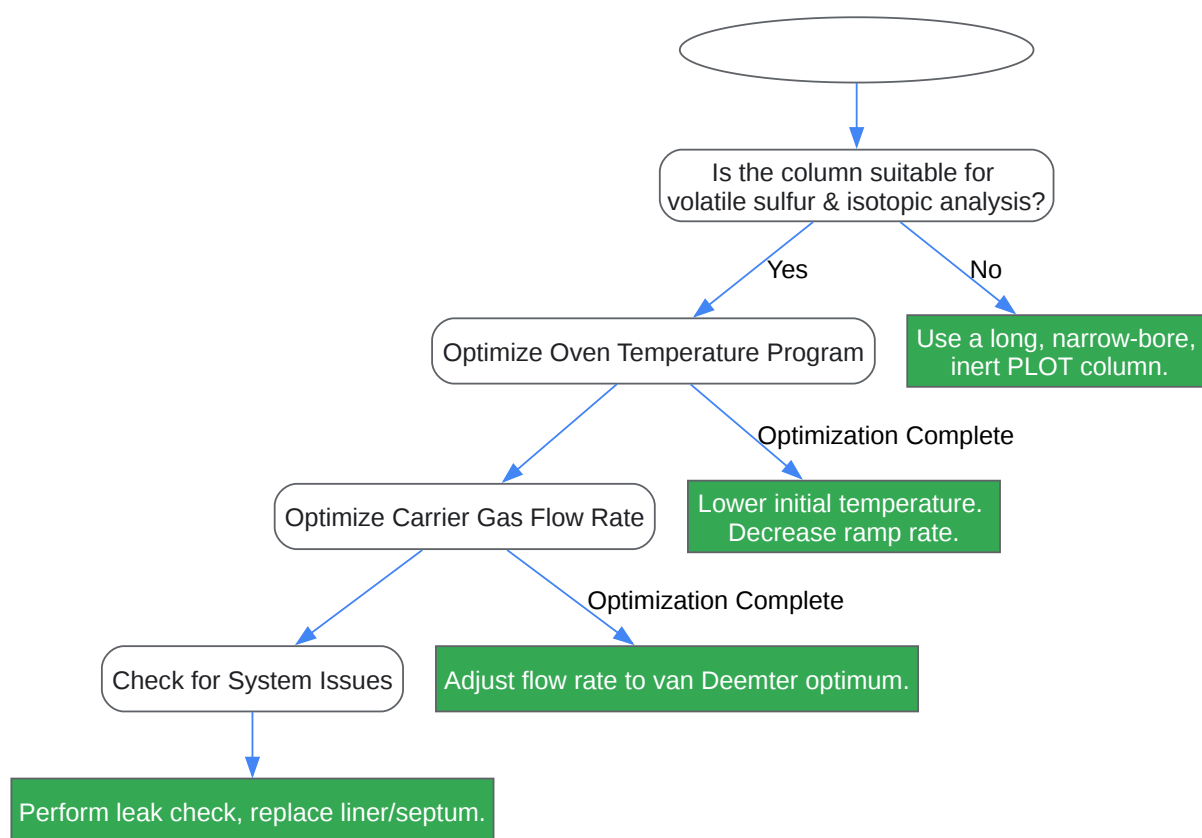 Is the column suitable for
volatile sulfur & isotopic analysis?
Yes
No
Use a long, narrow-bore,
inert PLOT column.
Optimize Oven Temperature Program
Optimization Complete
Lower initial temperature.
Decrease ramp rate.
Optimize Carrier Gas Flow Rate
Optimization Complete
Check for System Issues
Adjust flow rate to van Deemter optimum.
Perform leak check, replace liner/septum.